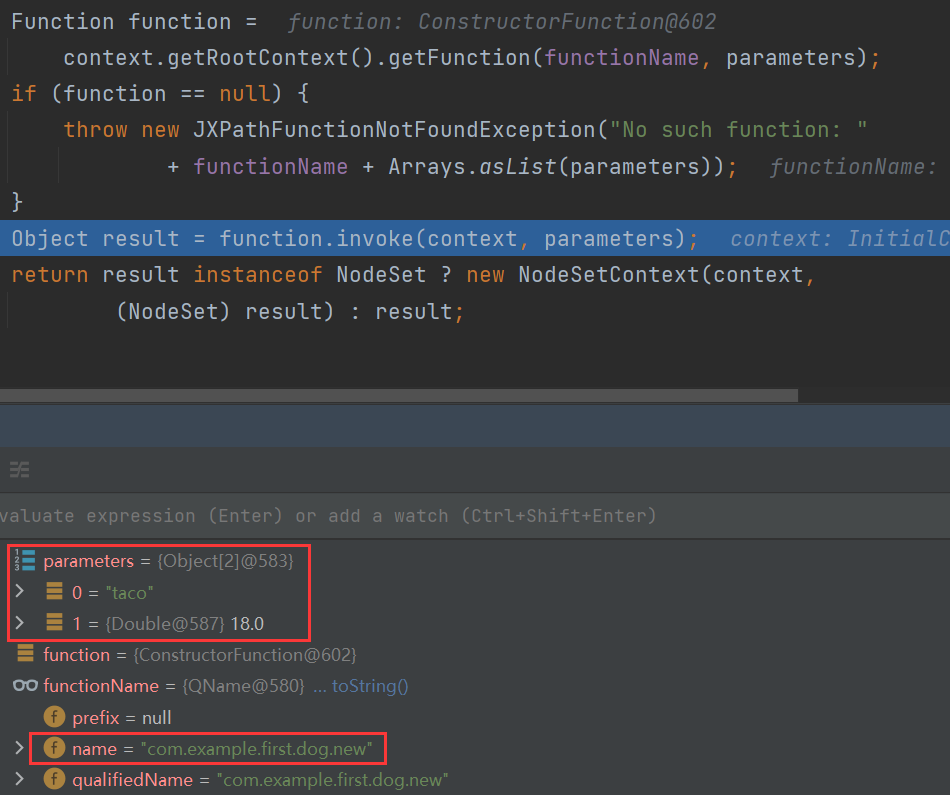 Function function =   function: ConstructorFunction@602
context.getRootContext().getFunction(functionName, parameters);
if (function == null) {
throw new JXPathFunctionNotFoundException("No such function: "
+ functionName + Arrays.asList(parameters));   functionName:
}
Object result = function.invoke(context, parameters);   context: InitialC
return result instanceof NodeSet ? new NodeSetContext(context,
(NodeSet) result) : result;
valuate expression (Enter) or add a watch (Ctrl+Shift+Enter)
parameters = {Object[2]@583}
0 = "taco"
1 = {Double@587} 18.0
function = {ConstructorFunction@602}
functionName = {QName@580} ... toString()
prefix = null
name = "com.example.first.dog.new"
qualifiedName = "com.example.first.dog.new"